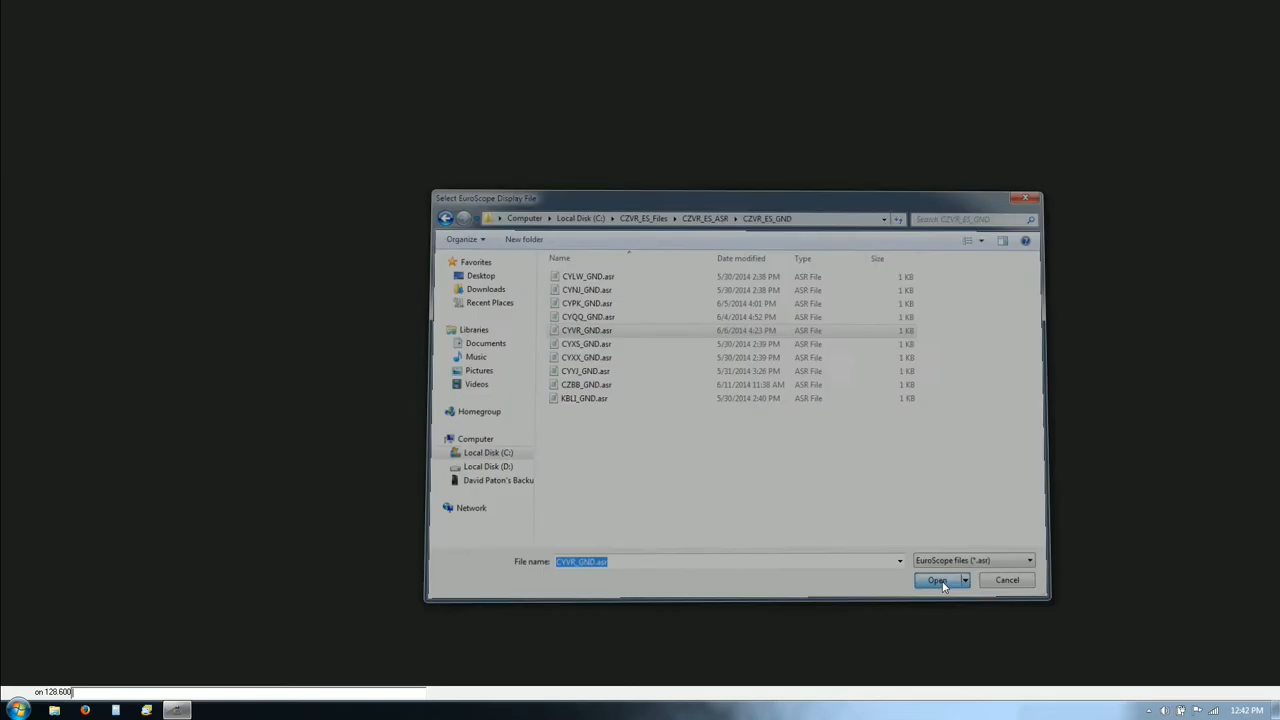 Select EuroScope Display File
Computer Local Disk (C:) CZVR_ES_Files CZVR_ES_ASR CZVR_ES_GND Search CZVR_ES_GND
Organize New folder
Name Date modified Type Size
CYLW_GND.asr 5/30/2014 2:38 PM ASR File 1 KB
CYNJ_GND.asr 5/30/2014 2:38 PM ASR File 1 KB
CYPK_GND.asr 6/5/2014 4:01 PM ASR File 1 KB
CYQQ_GND.asr 6/4/2014 4:52 PM ASR File 1 KB
CYVR_GND.asr 6/6/2014 4:23 PM ASR File 1 KB
CYXS_GND.asr 5/30/2014 2:39 PM ASR File 1 KB
CYXX_GND.asr 5/30/2014 2:39 PM ASR File 1 KB
CYYJ_GND.asr 5/31/2014 3:26 PM ASR File 1 KB
CZBB_GND.asr 6/11/2014 11:38 AM ASR File 1 KB
KBLI_GND.asr 5/30/2014 2:40 PM ASR File 1 KB
Favorites
Desktop
Downloads
Recent Places
Libraries
Documents
Music
Pictures
Videos
Homegroup
Computer
Local Disk (C:)
Local Disk (D:)
David Paton's Backu
Network
File name: CYVR_GND.asr EuroScope files (*.asr)
Open Cancel
on 128.600
12:42 PM